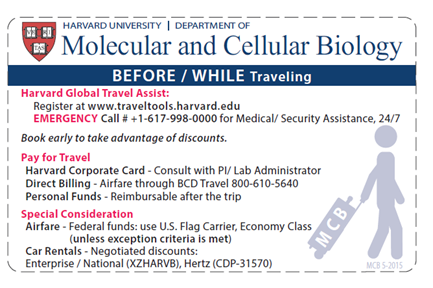 HARVARD UNIVERSITY | DEPARTMENT OF
Molecular and Cellular Biology
BEFORE / WHILE Traveling
Harvard Global Travel Assist:
Register at www.traveltools.harvard.edu
EMERGENCY Call # +1-617-998-0000 for Medical/ Security Assistance, 24/7
Book early to take advantage of discounts.
Pay for Travel
Harvard Corporate Card - Consult with PI/ Lab Administrator
Direct Billing - Airfare through BCD Travel 800-610-5640
Personal Funds - Reimbursable after the trip
Special Consideration
Airfare - Federal funds: use U.S. Flag Carrier, Economy Class
(unless exception criteria is met)
Car Rentals - Negotiated discounts:
Enterprise / National (XZHARVB), Hertz (CDP-31570)
MCB
MCB 5-2015